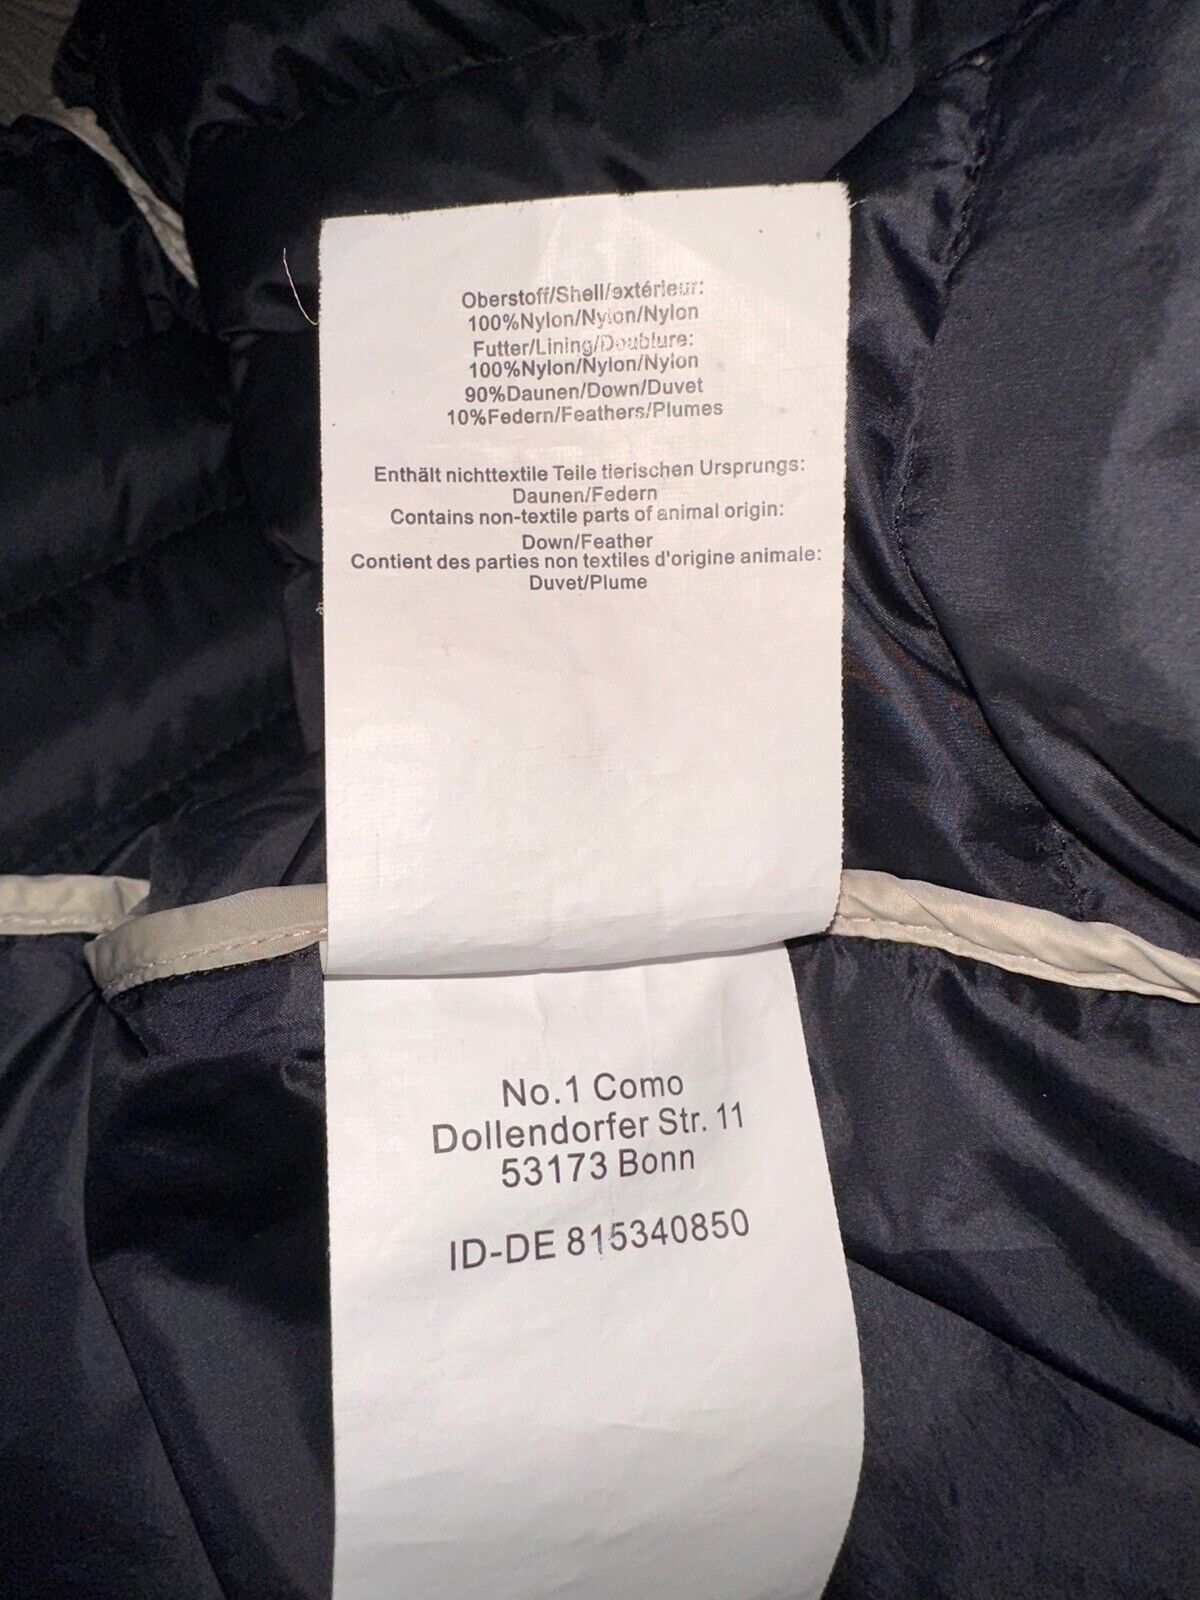 Oberstoff/Shell/extérieur:
100%Nylon/Nylon/Nylon
Futter/Lining/Doublure:
100%Nylon/Nylon/Nylon
90%Daunen/Down/Duvet
10%Federn/Feathers/Plumes
Enthält nichttextile Teile tierischen Ursprungs:
Daunen/Federn
Contains non-textile parts of animal origin:
Down/Feather
Contient des parties non textiles d'origine animale:
Duvet/Plume
No.1 Como
Dollendorfer Str. 11
53173 Bonn
ID-DE 815340850